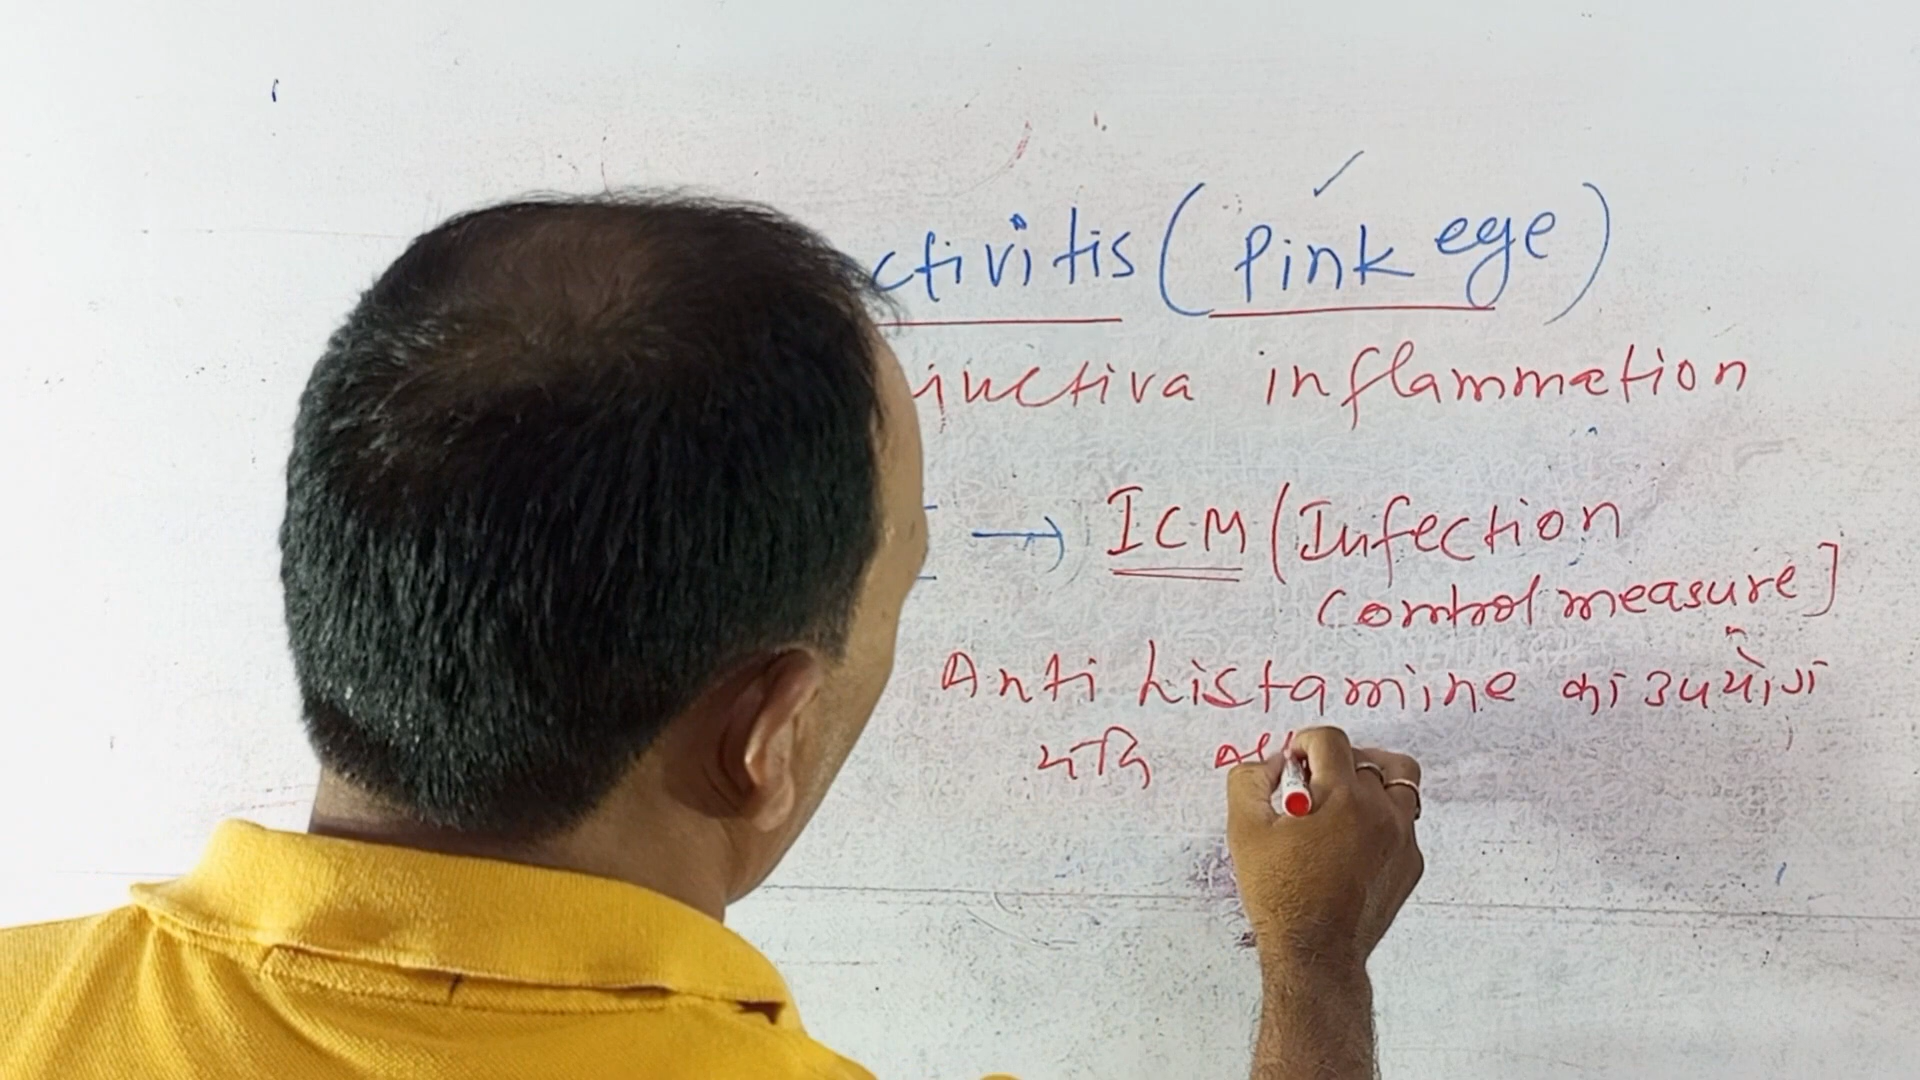 ctivitis (Pink eye)
junctiva inflammation
→ ICM (Infection
Control measure]
Anti histamine का उपयोग
यदि